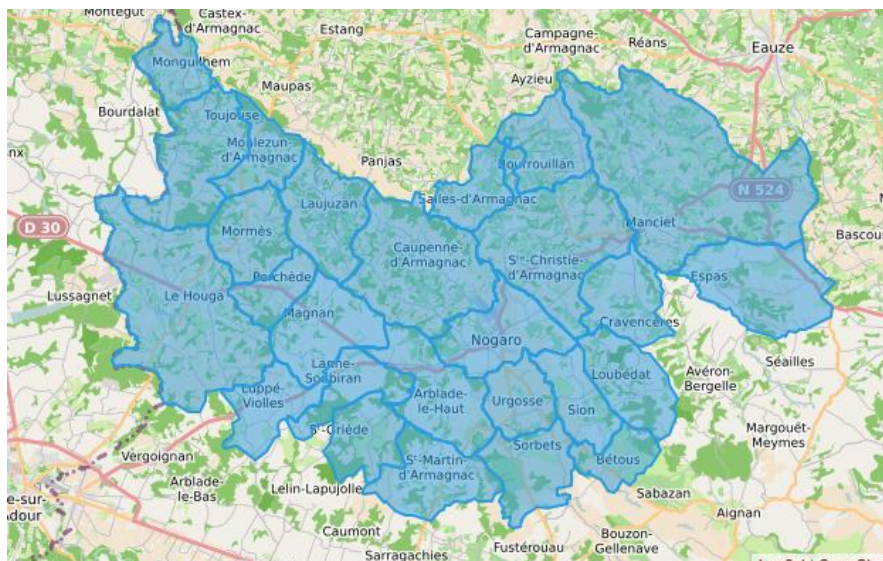 Montégut
Castex-
d'Armagnac
Estang
Campagne-
d'Armagnac
Réans
Eauze
Monguilhem
Maupas
Ayzieu
Bourdalat
Toujouse
Monlezun-
d'Armagnac
Panjas
Bourrouillan
Salles-d'Armagnac
N 524
Laujuzan
D 30
Mormès
Manciet
Bascous
Caupenne-
d'Armagnac
Ste-Christie-
d'Armagnac
Perchède
Espas
Lussagnet
Le Houga
Magnan
Cravencères
Nogaro
Séailles
Lanne-
Soubiran
Loubédat
Avéron-
Bergelle
Luppé-
Violles
Arblade-
le-Haut
Urgosse
Sion
St-Griède
Margouët-
Meymes
Sorbets
Vergoignan
St-Martin-
d'Armagnac
Bétous
Arblade-
le-Bas
Lelin-Lapujolle
Sabazan
e-sur-
Adour
Aignan
Caumont
Bouzon-
Gellenave
Sarragachies
Fustérouau